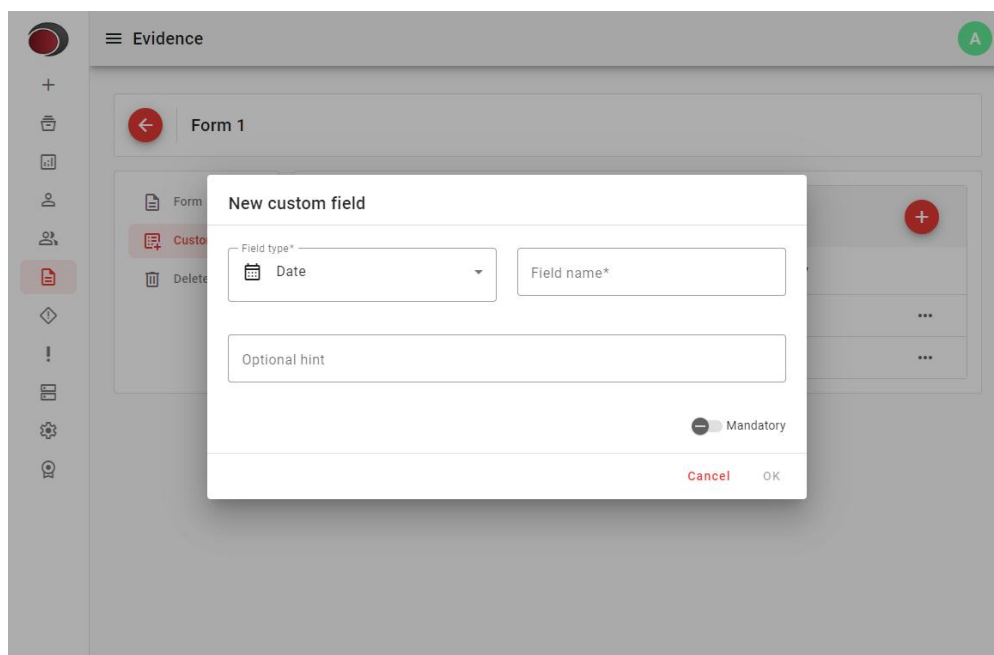 Evidence
A
Form 1
Form
New custom field
Custo
Delete
Field type*
Date
Field name*
Optional hint
Mandatory
Cancel
OK